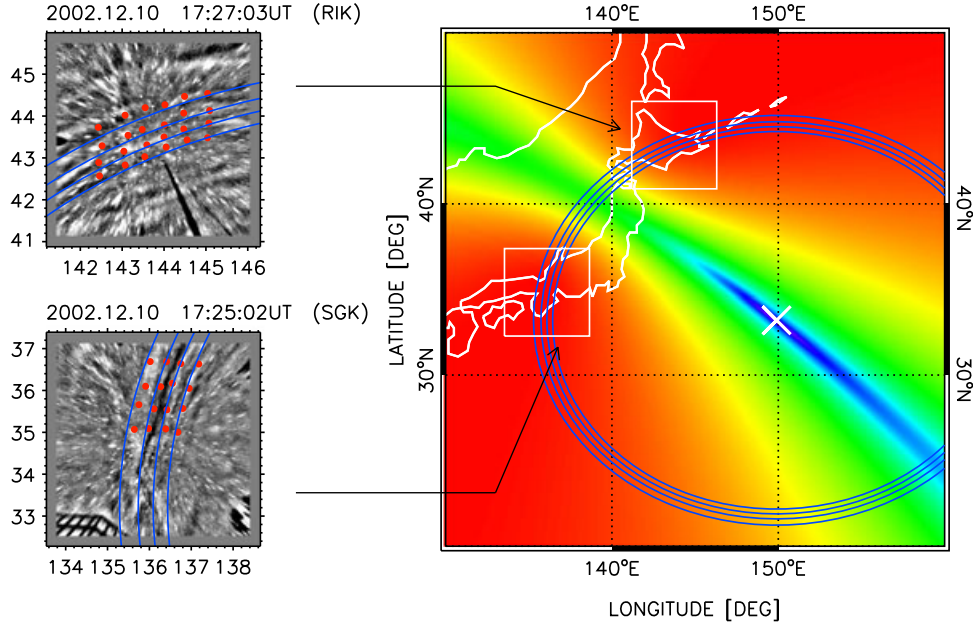 2002.12.10 17:27:03UT (RIK)
45
44
43
42
41
142 143 144 145 146
2002.12.10 17:25:02UT (SGK)
37
36
35
34
33
134 135 136 137 138
140°E 150°E
LATITUDE [DEG]
40°N
30°N
40°N
30°N
140°E 150°E
LONGITUDE [DEG]